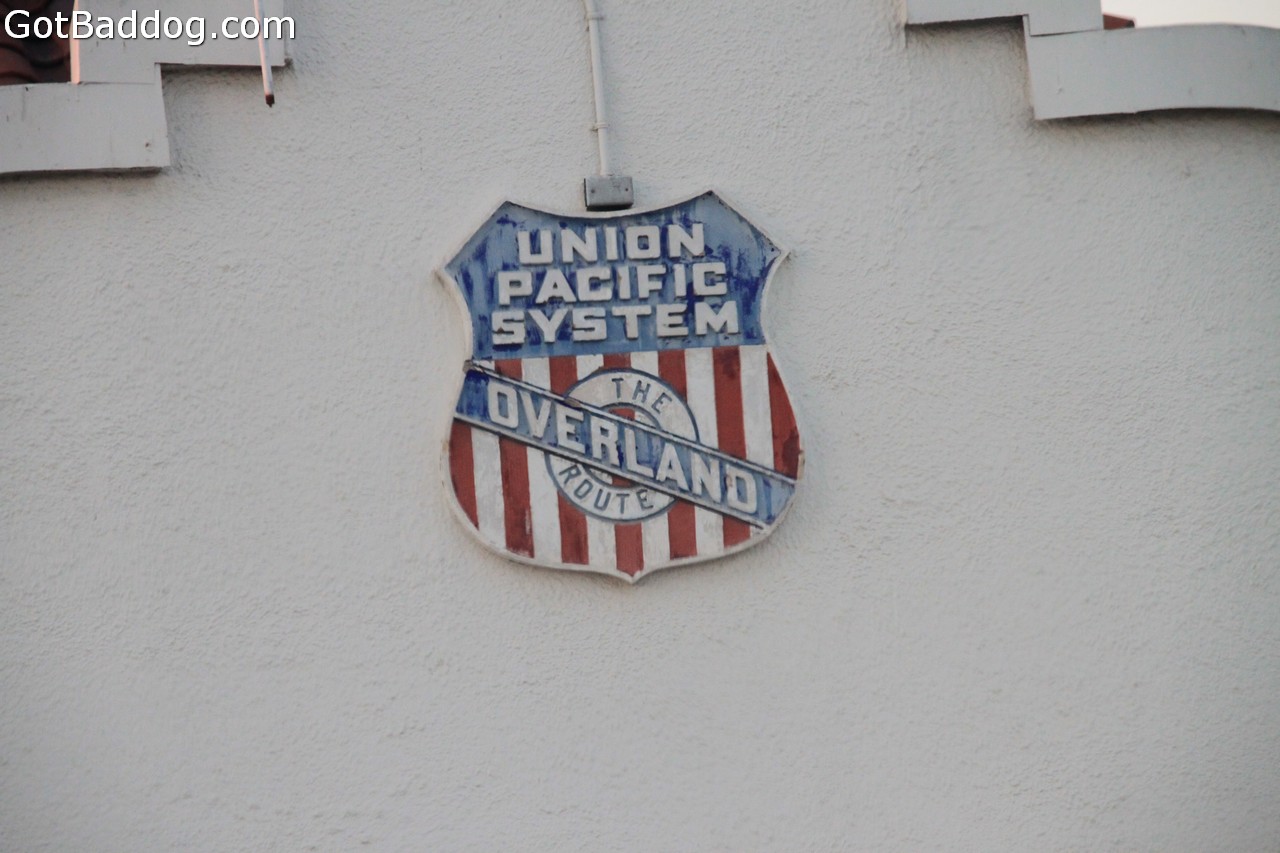 GotBaddog.com
UNION
PACIFIC
SYSTEM
THE
OVERLAND
ROUTE